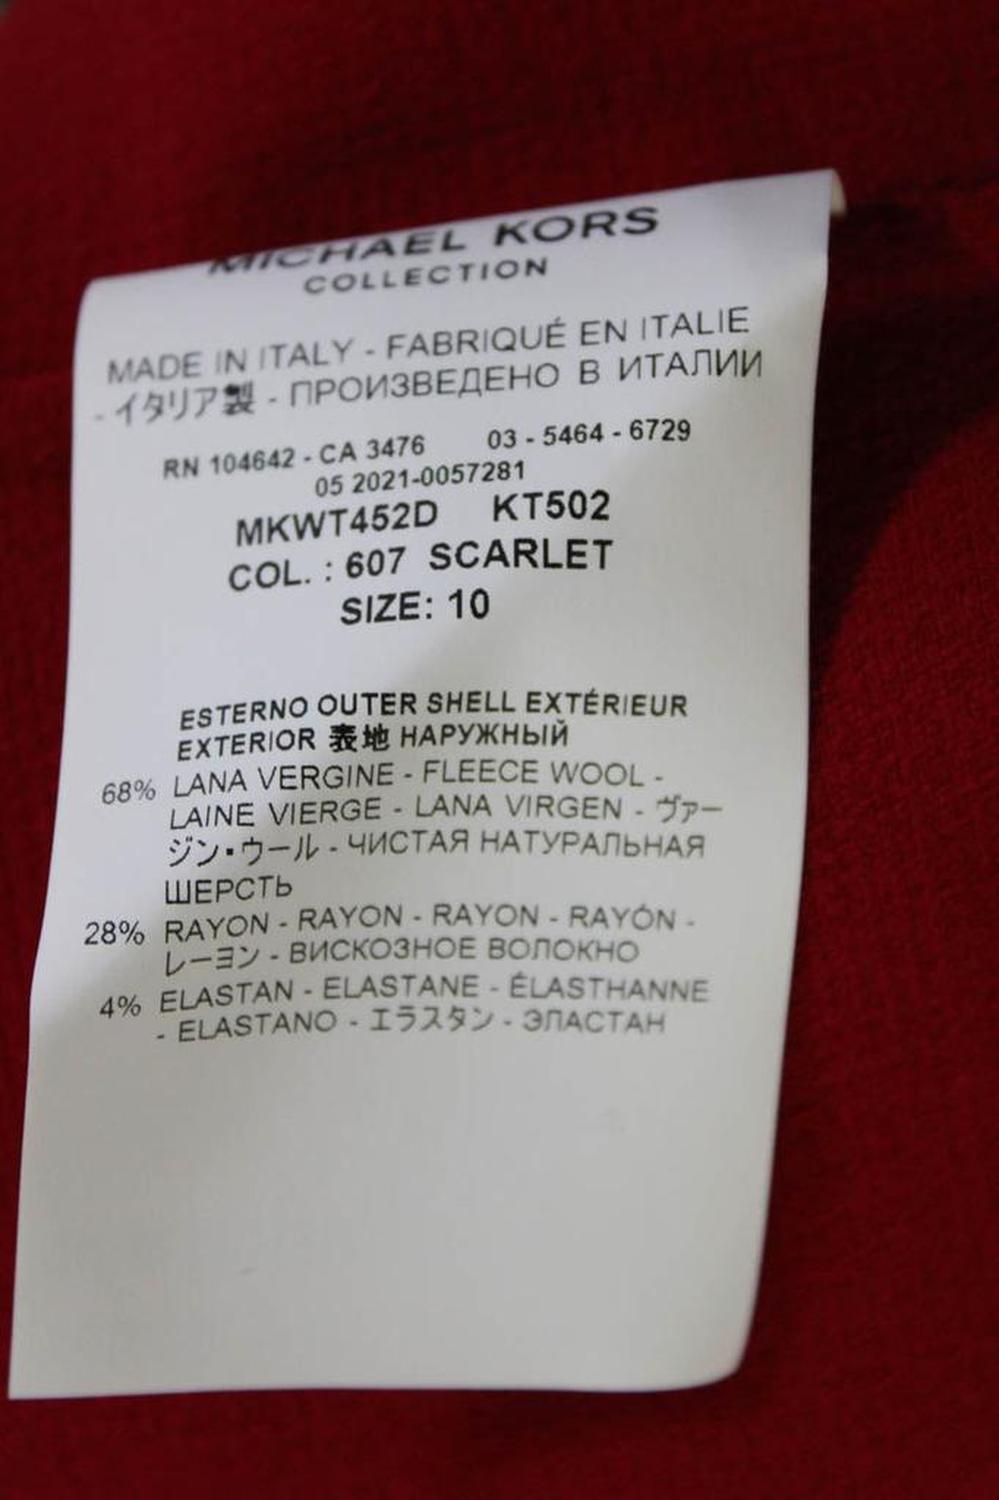 MICHAEL KORS
COLLECTION
MADE IN ITALY - FABRIQUÉ EN ITALIE
- イタリア製 - ПРОИЗВЕДЕНО В ИТАЛИИ
RN 104642 - CA 3476 03 - 5464 - 6729
05 2021-0057281
MKWT452D KT502
COL. : 607 SCARLET
SIZE: 10
ESTERNO OUTER SHELL EXTÉRIEUR
EXTERIOR 表地 НАРУЖНЫЙ
68% LANA VERGINE - FLEECE WOOL -
LAINE VIERGE - LANA VIRGEN - ヴァー
ジン・ウール - ЧИСТАЯ НАТУРАЛЬНАЯ
ШЕРСТЬ
28% RAYON - RAYON - RAYON - RAYÓN -
レーヨン - ВИСКОЗНОЕ ВОЛОКНО
4% ELASTAN - ELASTANE - ÉLASTHANNE
- ELASTANO - エラスタン - ЭЛАСТАН